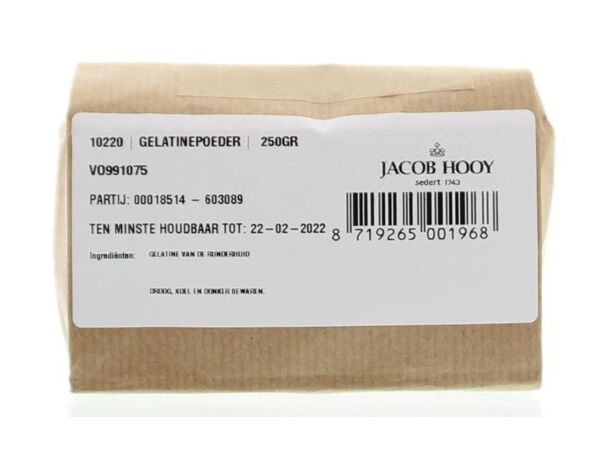 10220 | GELATINEPOEDER | 250GR
VO991075
PARTIJ: 00018514 - 603089
TEN MINSTE HOUDBAAR TOT: 22-02-2022
Ingrediënten: GELATINE VAN DE RUNDERHUID
DROOG, KOEL EN DONKER BEWAREN.
JACOB HOOY
sedert 1743
8 719265 001968